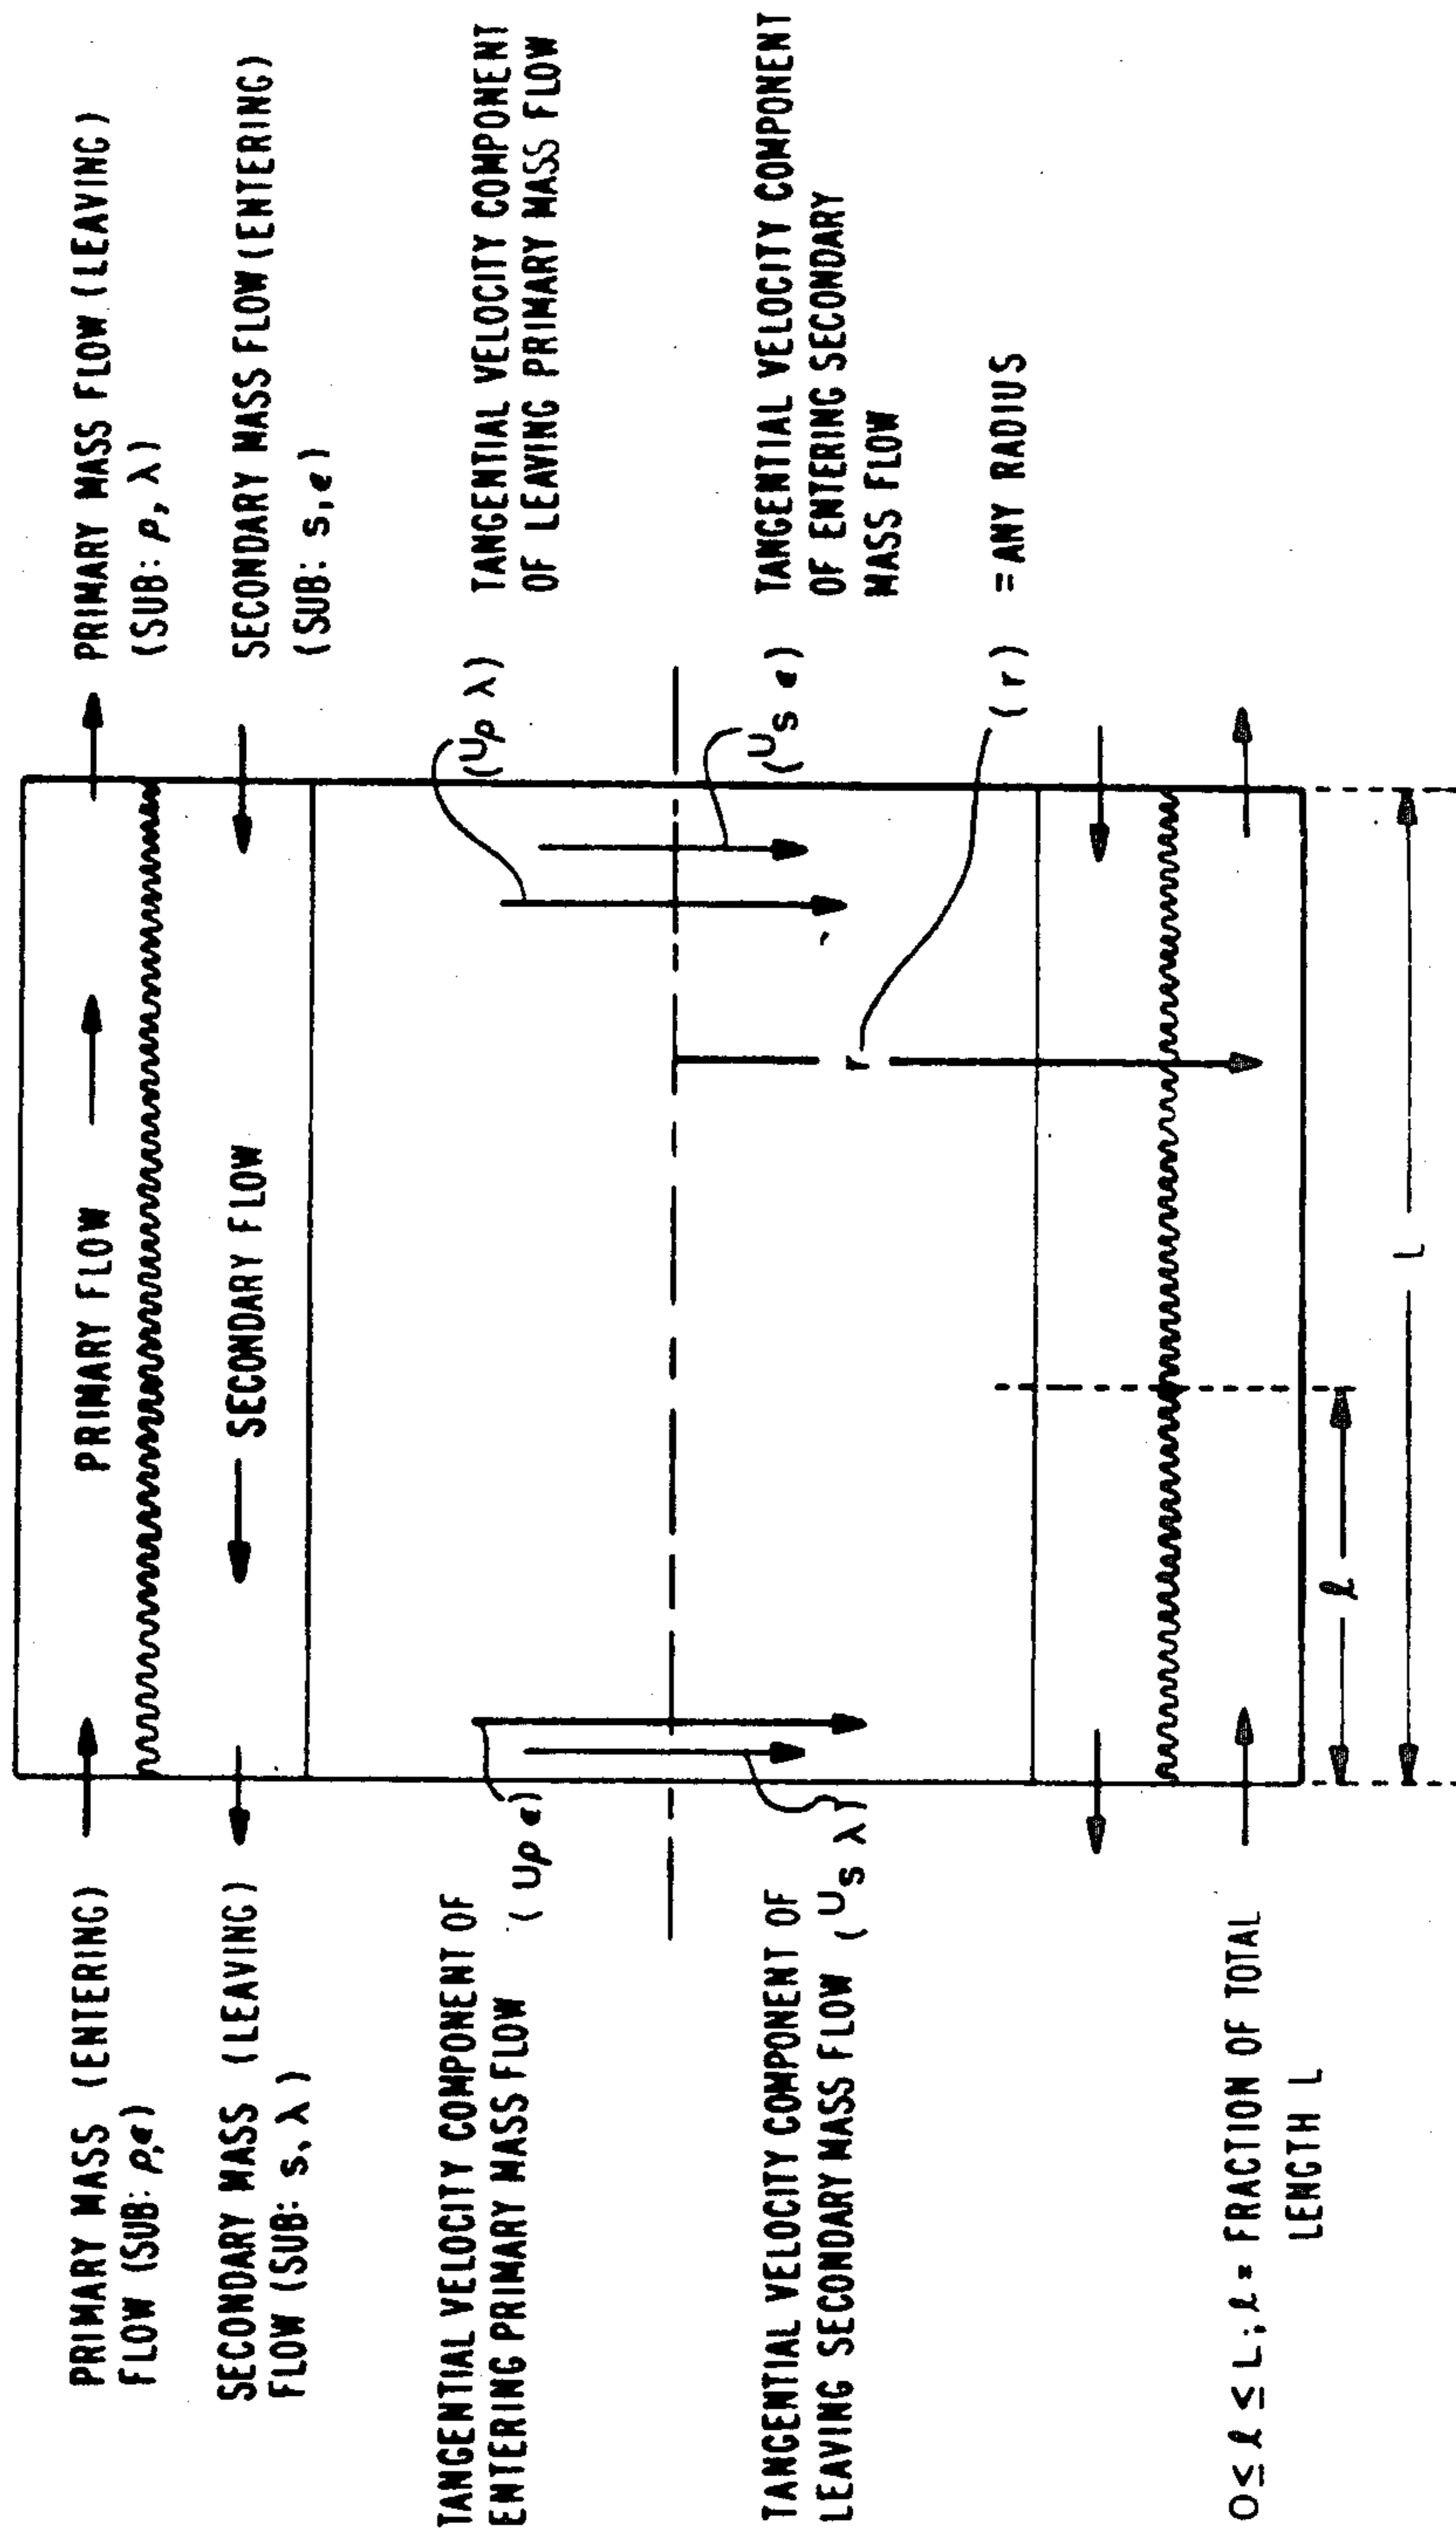 PRIMARY MASS (ENTERING)
FLOW (SUB: ρ,e)
SECONDARY MASS (LEAVING)
FLOW (SUB: s, λ)
TANGENTIAL VELOCITY COMPONENT OF
ENTERING PRIMARY MASS FLOW
(Uρ e)
TANGENTIAL VELOCITY COMPONENT OF
LEAVING SECONDARY MASS FLOW (Us λ)
0 ≤ ℓ ≤ L; ℓ = FRACTION OF TOTAL
LENGTH L
PRIMARY FLOW
SECONDARY FLOW
r
ℓ
L
PRIMARY MASS FLOW (LEAVING)
(SUB: ρ, λ)
SECONDARY MASS FLOW (ENTERING)
(SUB: s, e)
(Uρ λ) TANGENTIAL VELOCITY COMPONENT
OF LEAVING PRIMARY MASS FLOW
(Us e) TANGENTIAL VELOCITY COMPONENT
OF ENTERING SECONDARY
MASS FLOW
(r) = ANY RADIUS